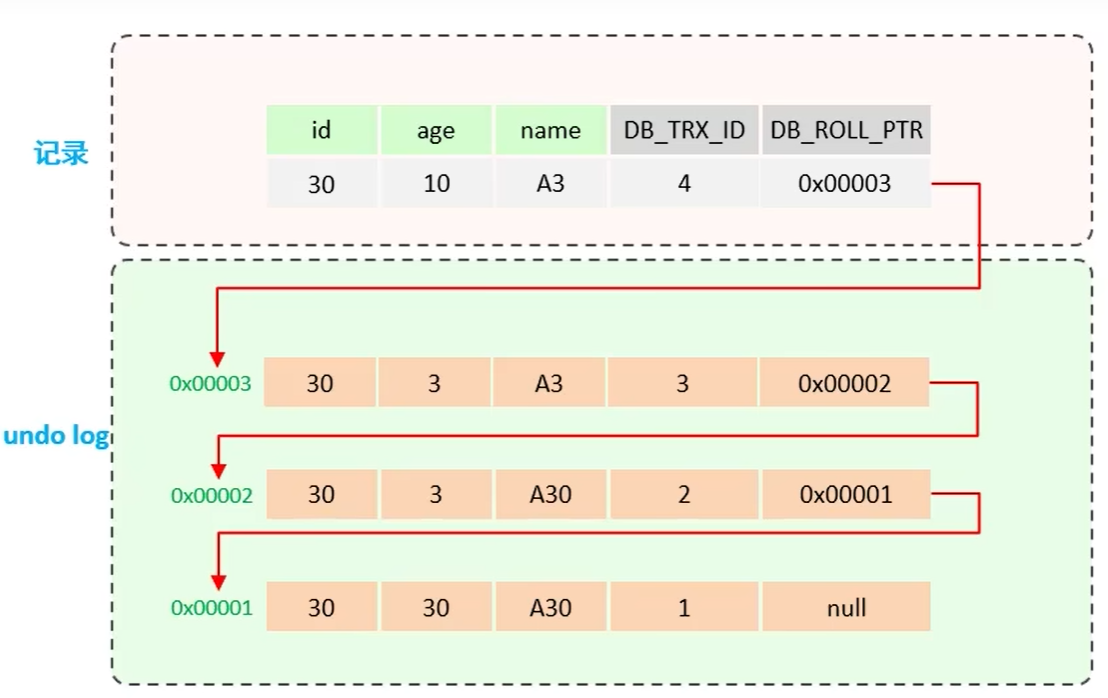 id age name DB_TRX_ID DB_ROLL_PTR
记录
30 10 A3 4 0x00003
0x00003 30 3 A3 3 0x00002
undo log
0x00002 30 3 A30 2 0x00001
0x00001 30 30 A30 1 null